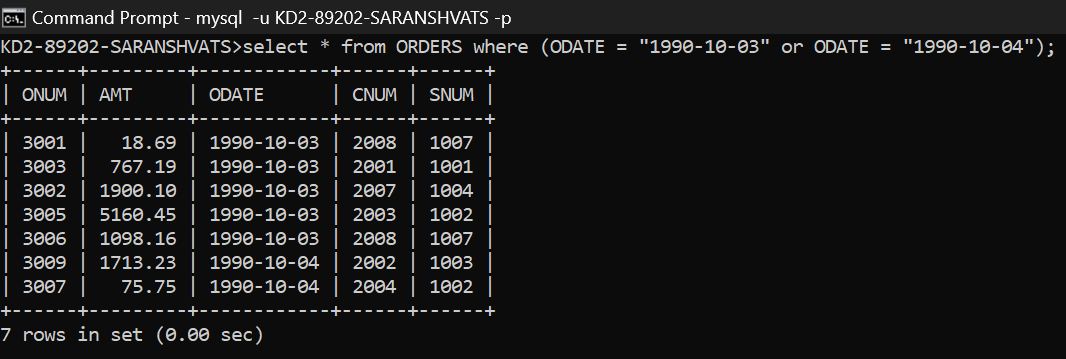 Command Prompt - mysql  -u KD2-89202-SARANSHVATS -p
KD2-89202-SARANSHVATS>select * from ORDERS where (ODATE = "1990-10-03" or ODATE = "1990-10-04");
+------+---------+------------+------+------+
| ONUM | AMT     | ODATE      | CNUM | SNUM |
+------+---------+------------+------+------+
| 3001 |   18.69 | 1990-10-03 | 2008 | 1007 |
| 3003 |  767.19 | 1990-10-03 | 2001 | 1001 |
| 3002 | 1900.10 | 1990-10-03 | 2007 | 1004 |
| 3005 | 5160.45 | 1990-10-03 | 2003 | 1002 |
| 3006 | 1098.16 | 1990-10-03 | 2008 | 1007 |
| 3009 | 1713.23 | 1990-10-04 | 2002 | 1003 |
| 3007 |   75.75 | 1990-10-04 | 2004 | 1002 |
+------+---------+------------+------+------+
7 rows in set (0.00 sec)